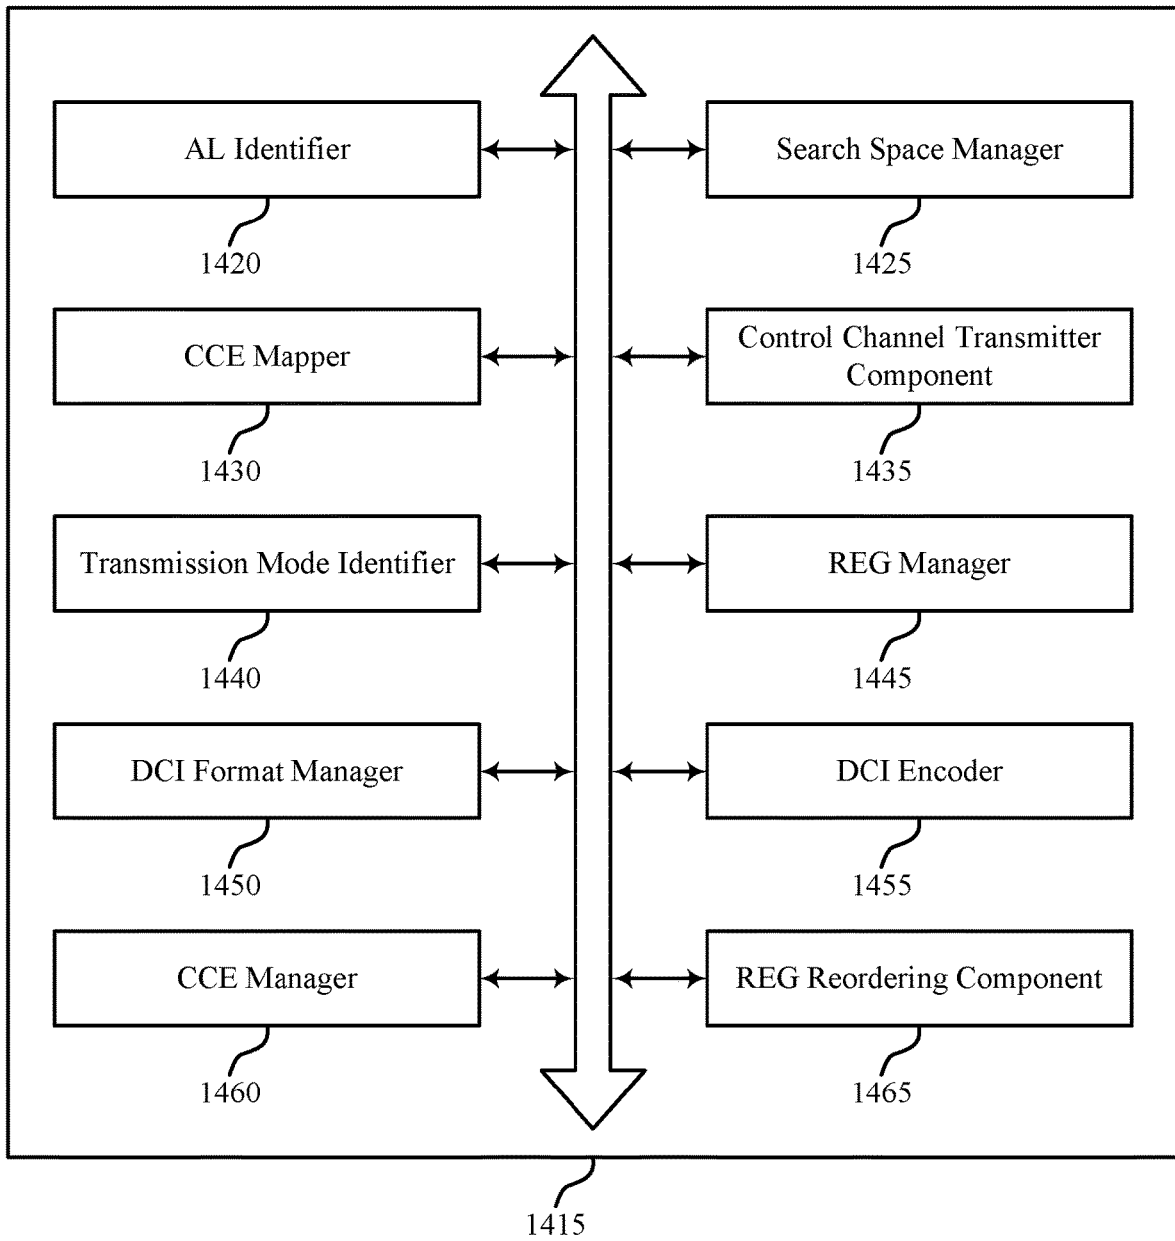 AL Identifier
Search Space Manager
1420
1425
CCE Mapper
Control Channel Transmitter
Component
1430
1435
Transmission Mode Identifier
REG Manager
1440
1445
DCI Format Manager
DCI Encoder
1450
1455
CCE Manager
REG Reordering Component
1460
1465
1415